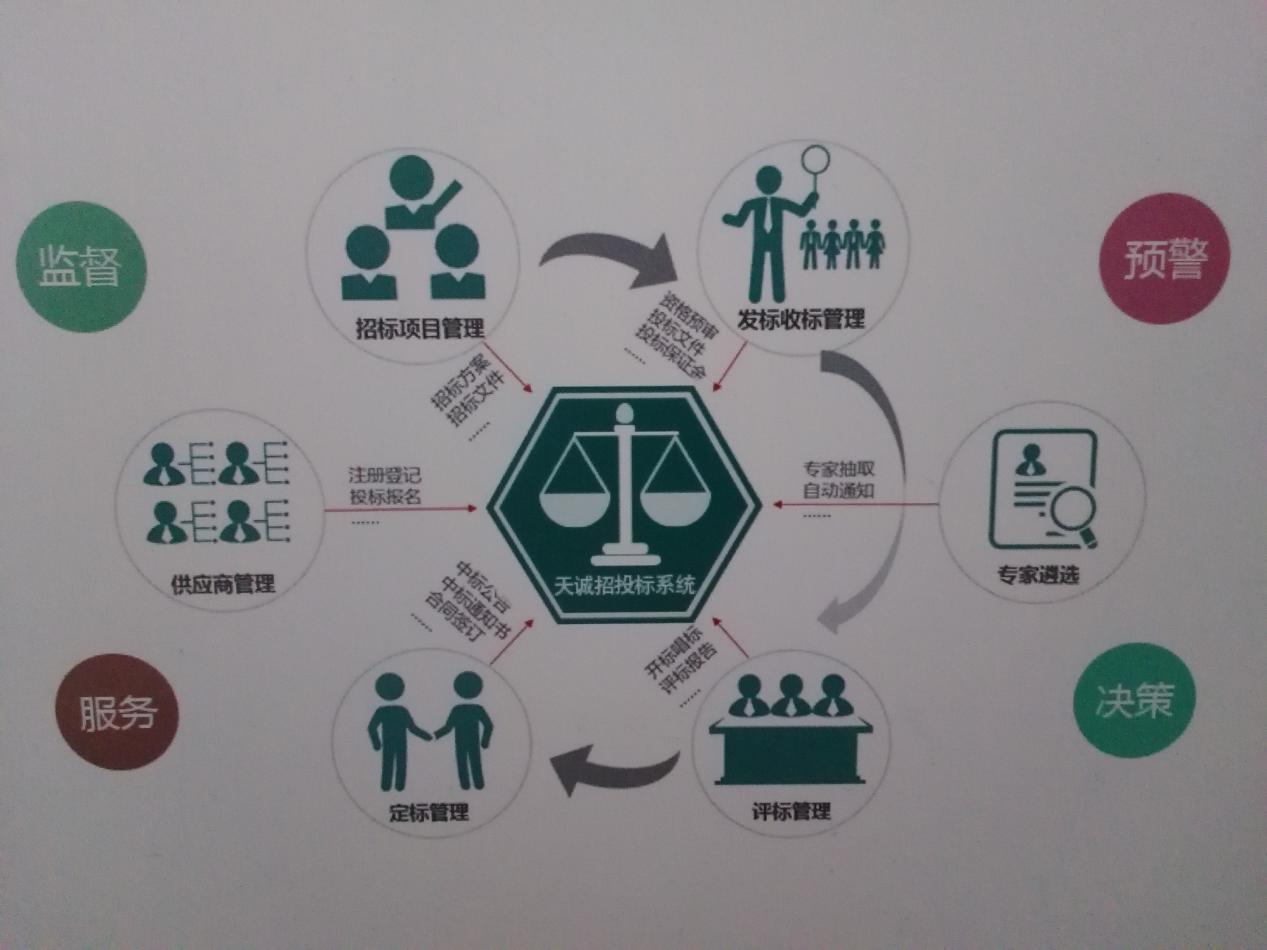 监督
预警
招标项目管理
发标收标管理
资格预审
投标文件
投标保证金
......
招标方案
招标文件
......
注册登记
投标报名
......
专家抽取
自动通知
......
供应商管理
天诚招投标系统
专家遴选
中标公告
中标通知书
合同签订
......
开标唱标
评标报告
......
服务
决策
定标管理
评标管理